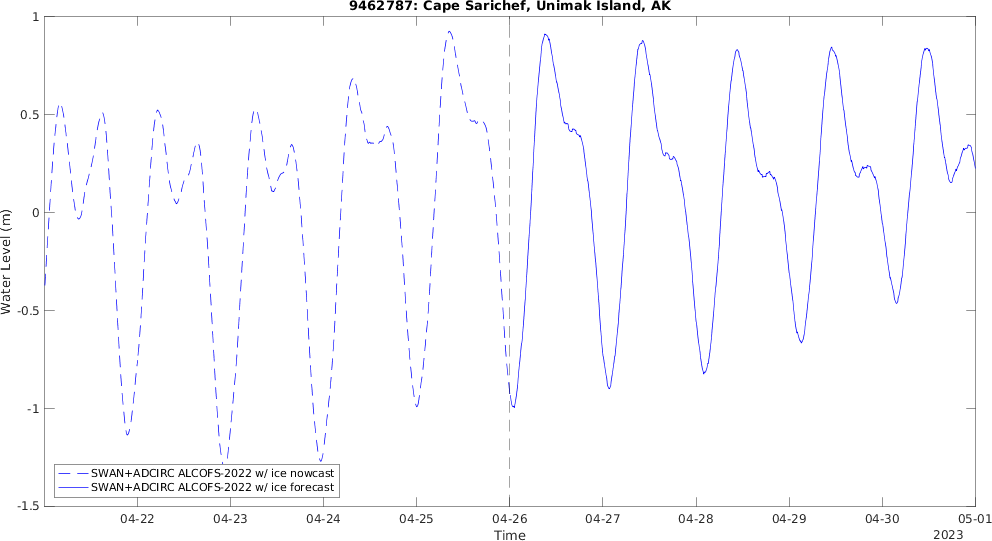 9462787: Cape Sarichef, Unimak Island, AK
1
0.5
0
-0.5
-1
-1.5
Water Level (m)
SWAN+ADCIRC ALCOFS-2022 w/ ice nowcast
SWAN+ADCIRC ALCOFS-2022 w/ ice forecast
04-22 04-23 04-24 04-25 04-26 04-27 04-28 04-29 04-30 05-01
Time
2023